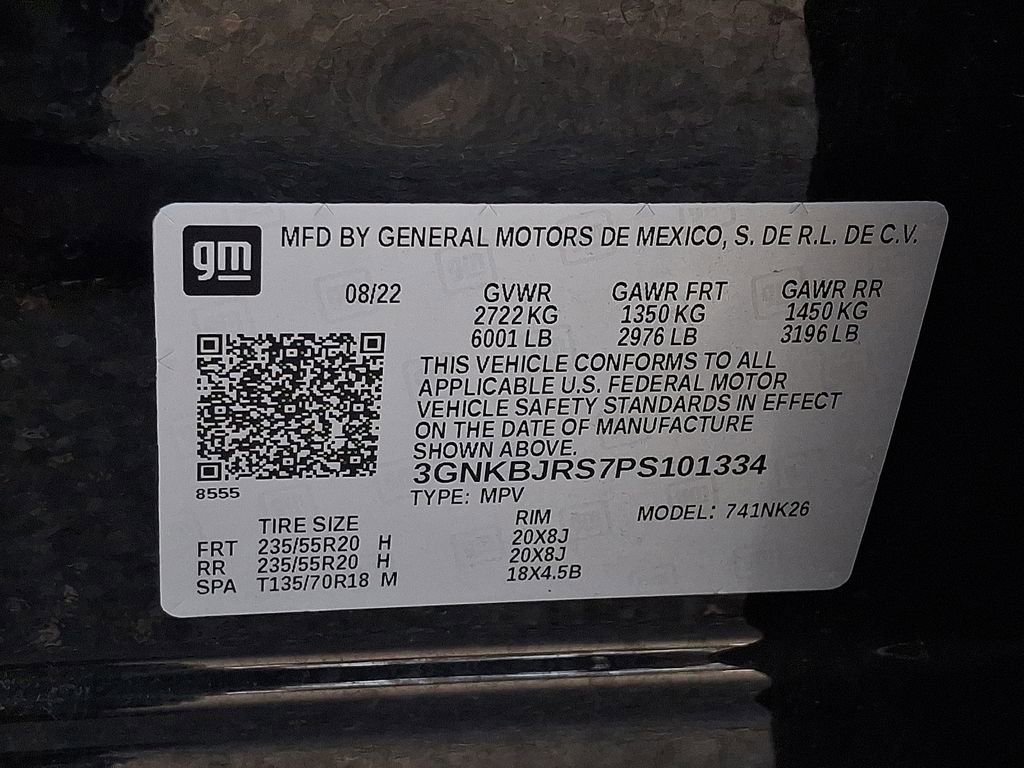 gm
MFD BY GENERAL MOTORS DE MEXICO, S. DE R.L. DE C.V.
08/22 GVWR GAWR FRT GAWR RR
2722 KG 1350 KG 1450 KG
6001 LB 2976 LB 3196 LB
THIS VEHICLE CONFORMS TO ALL
APPLICABLE U.S. FEDERAL MOTOR
VEHICLE SAFETY STANDARDS IN EFFECT
ON THE DATE OF MANUFACTURE
SHOWN ABOVE.
3GNKBJRS7PS101334
8555
TYPE: MPV
TIRE SIZE RIM MODEL: 741NK26
FRT 235/55R20 H 20X8J
RR 235/55R20 H 20X8J
SPA T135/70R18 M 18X4.5B